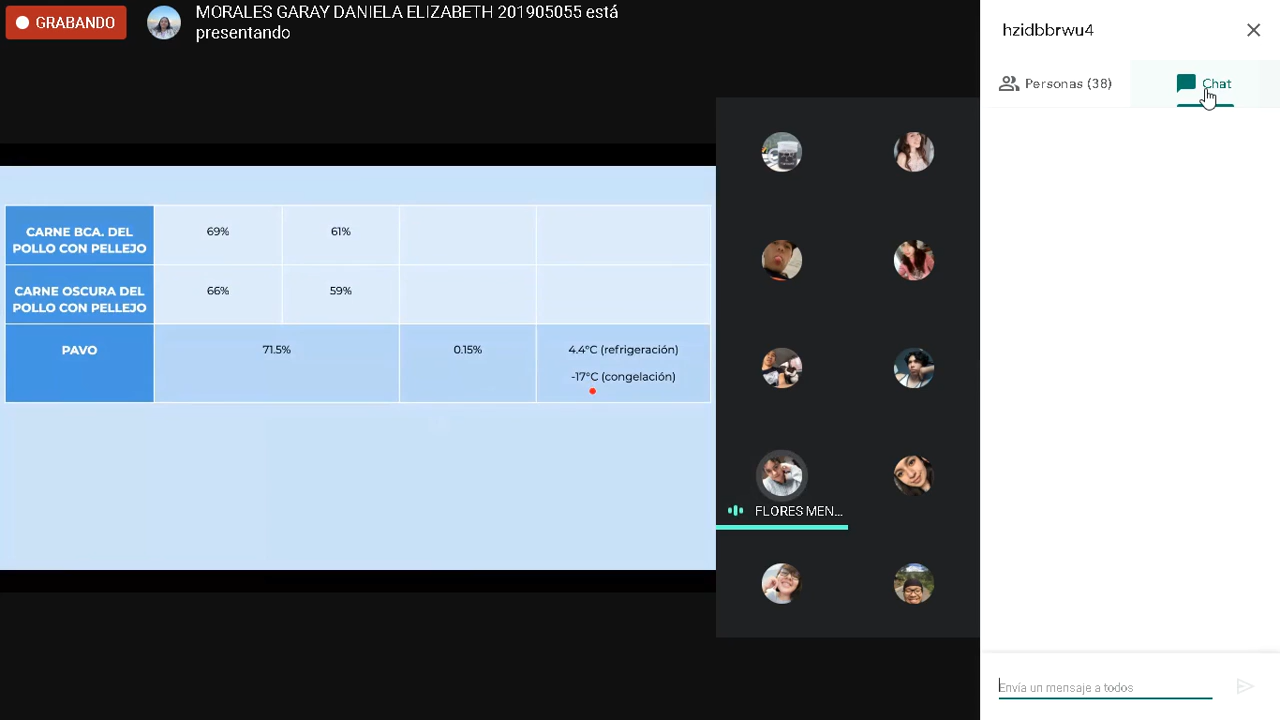 GRABANDO
MORALES GARAY DANIELA ELIZABETH 201905055 está
presentando
hzidbbrwu4
Personas (38)
Chat
CARNE BCA. DEL
POLLO CON PELLEJO
69%
61%
CARNE OSCURA DEL
POLLO CON PELLEJO
66%
59%
PAVO
71.5%
0.15%
4.4°C (refrigeración)
-17°C (congelación)
FLORES MEN...
Envía un mensaje a todos